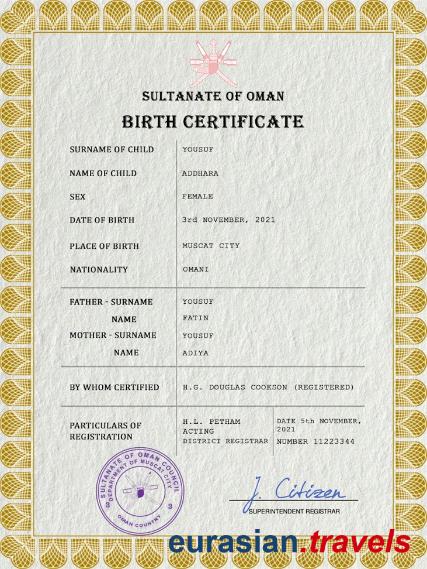 SULTANATE OF OMAN
BIRTH CERTIFICATE
SURNAME OF CHILD YOUSUF
NAME OF CHILD ADDHARA
SEX FEMALE
DATE OF BIRTH 3rd NOVEMBER, 2021
PLACE OF BIRTH MUSCAT CITY
NATIONALITY OMANI
FATHER - SURNAME YOUSUF
NAME FATIN
MOTHER - SURNAME YOUSUF
NAME ADIYA
BY WHOM CERTIFIED H.G. DOUGLAS COOKSON (REGISTERED)
PARTICULARS OF REGISTRATION
H.L. PETHAM
ACTING
DISTRICT REGISTRAR
DATE 5th NOVEMBER,
2021
NUMBER 11223344
SULTANATE OF OMAN COUNCIL
DEPARTMENT OF MUSCAT CITY
OMAN COUNTRY
J. Citizen
SUPERINTENDENT REGISTRAR
eurasian.travels